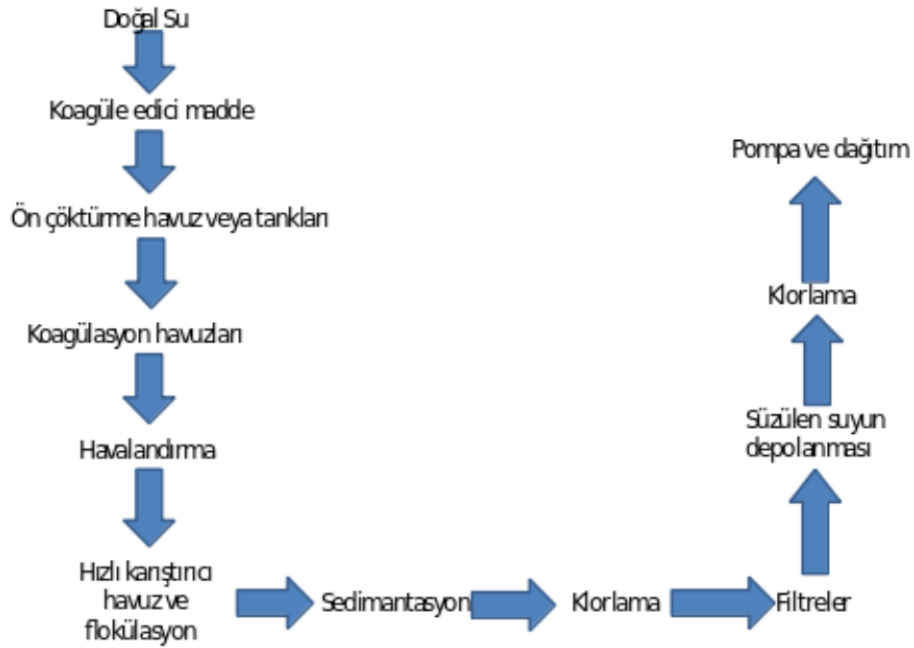 Doğal Su
Koagüle edici madde
Ön çöktürme havuz veya tankları
Koagülasyon havuzları
Havalandırma
Hızlı karıştırıcı
havuz ve
flokülasyon
Sedimantasyon
Klorlama
Filtreler
Süzülen suyun
depolanması
Klorlama
Pompa ve dağıtım